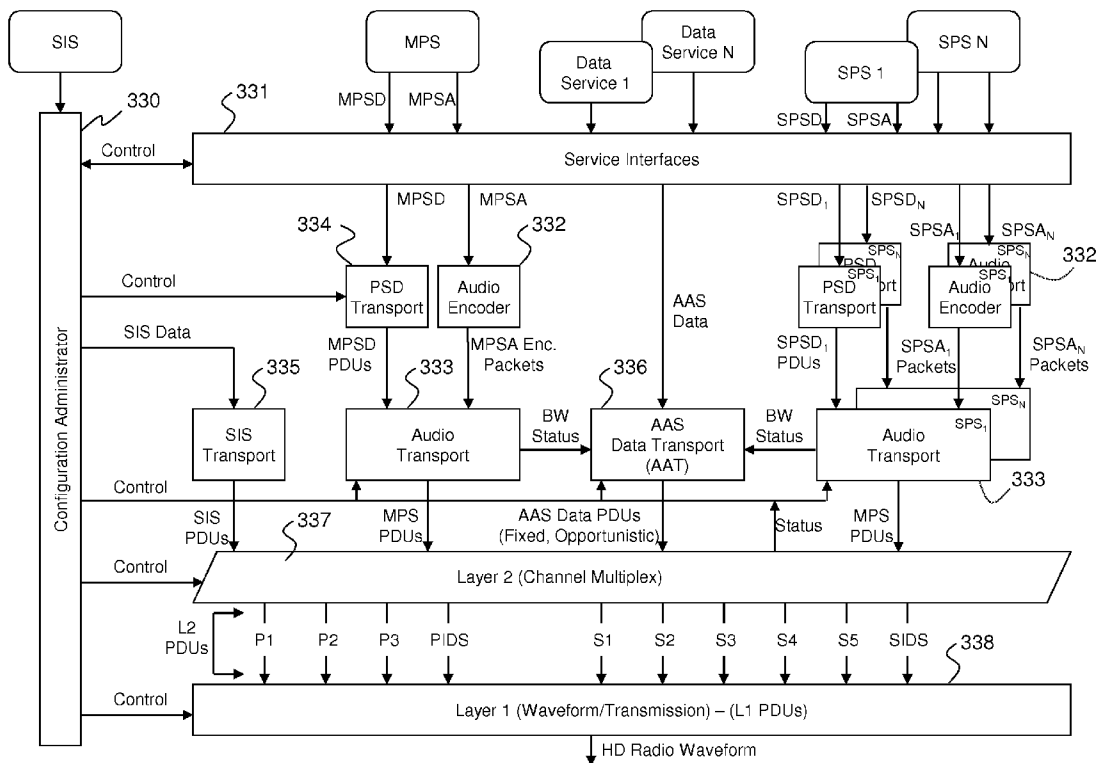 SIS
MPS
Data
Service N
Data
Service 1
SPS N
SPS 1
330
331
MPSD
MPSA
SPSD
SPSA
Control
Service Interfaces
MPSD
MPSA
SPSD1
SPSDN
SPSA1
SPSAN
334
332
SPSN
SPSN
332
PSD
Transport
Audio
Encoder
SPS1
PSD
Transport
SPS1
Audio
Encoder
Control
AAS
Data
SIS Data
MPSD
PDUs
MPSA Enc.
Packets
SPSD1
PDUs
SPSA1
Packets
SPSAN
Packets
335
333
336
SPSN
SIS
Transport
Audio
Transport
BW
Status
AAS
Data Transport
(AAT)
BW
Status
SPS1
Audio
Transport
333
Configuration Administrator
Control
SIS
PDUs
337
MPS
PDUs
AAS Data PDUs
(Fixed, Opportunistic)
Status
MPS
PDUs
Control
Layer 2 (Channel Multiplex)
L2
PDUs
P1
P2
P3
PIDS
S1
S2
S3
S4
S5
SIDS
338
Control
Layer 1 (Waveform/Transmission) – (L1 PDUs)
HD Radio Waveform